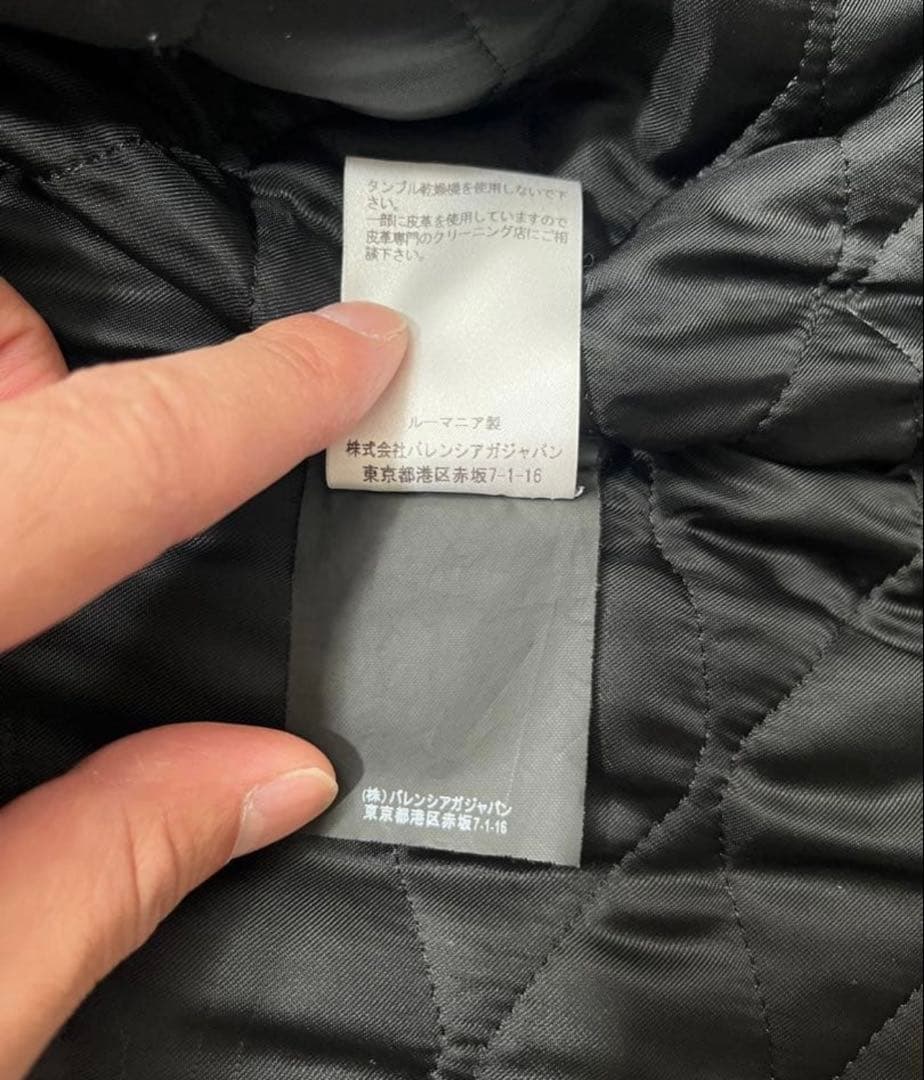 タンブル乾燥機を使用しないで下
さい。
一部に皮革を使用していますので
皮革専門のクリーニング店にご相
談下さい。
ルーマニア製
株式会社バレンシアガジャパン
東京都港区赤坂7-1-16
(株)バレンシアガジャパン
東京都港区赤坂7-1-16